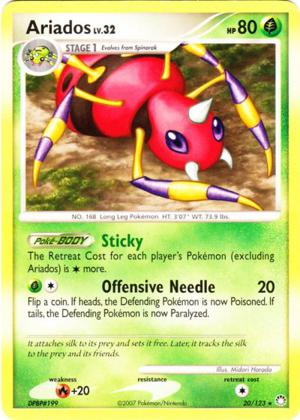 Ariados LV.32
HP 80
STAGE 1 Evolves from Spinarak
Illus. Midori Harada
NO. 168 Long Leg Pokémon HT. 3'07" WT. 73.9 lbs.
Poké-BODY Sticky
The Retreat Cost for each player's Pokémon (excluding
Ariados) is more.
Offensive Needle 20
Flip a coin. If heads, the Defending Pokémon is now Poisoned. If
tails, the Defending Pokémon is now Asleep.
It attaches silk to its prey and sets it free. Later, it tracks the silk
to the prey and its friends.
weakness resistance retreat cost
+20
DPBP#199 ©2007 Pokémon/Nintendo 20/123 ★